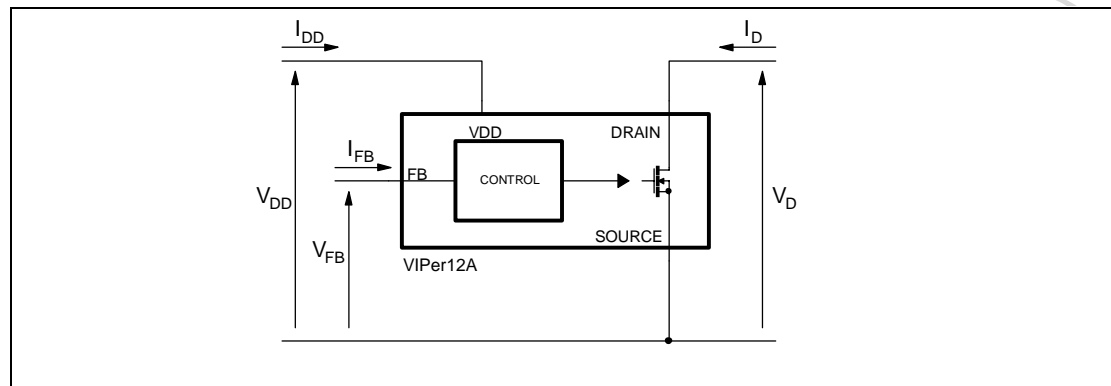 I_DD I_D
VDD DRAIN
I_FB
FB CONTROL
V_DD V_D
SOURCE
V_FB
VIPer12A